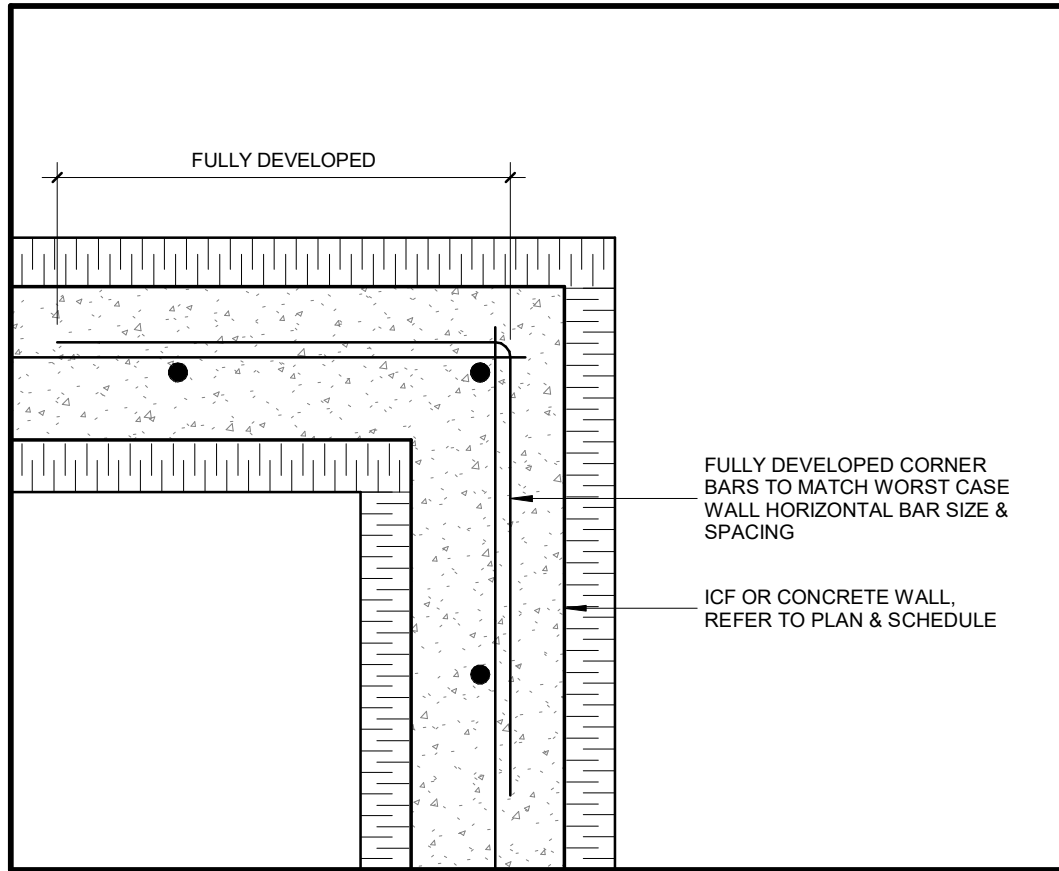 FULLY DEVELOPED
FULLY DEVELOPED CORNER
BARS TO MATCH WORST CASE
WALL HORIZONTAL BAR SIZE &
SPACING
ICF OR CONCRETE WALL,
REFER TO PLAN & SCHEDULE